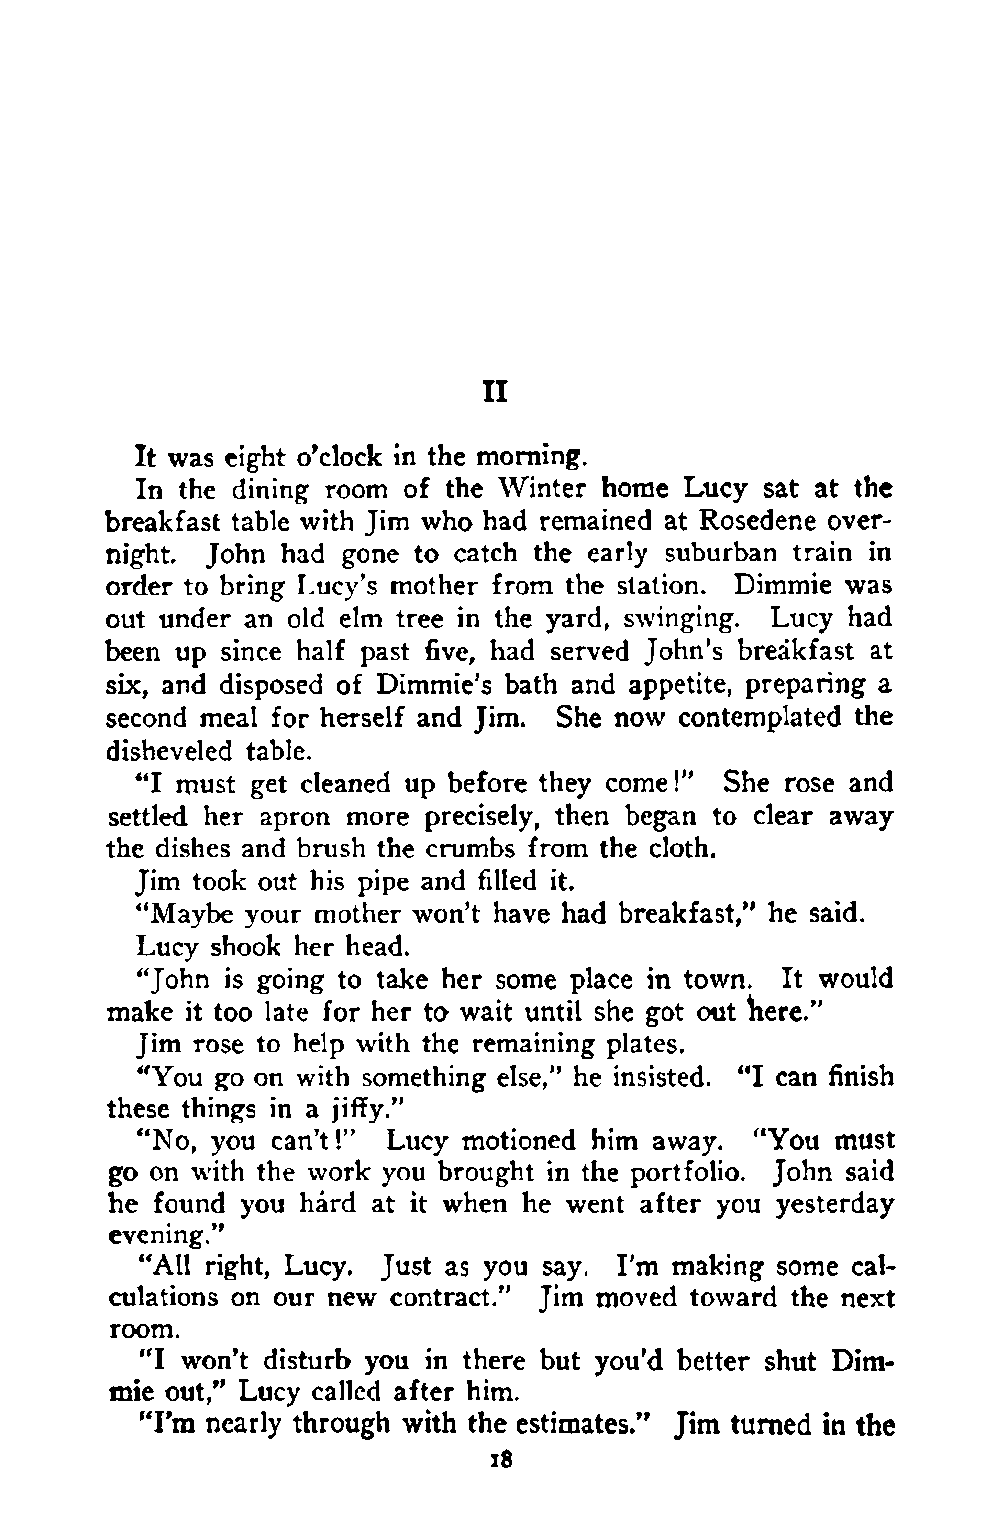 II
It was eight o'clock in the morning.
In the dining room of the Winter home Lucy sat at the
breakfast table with Jim who had remained at Rosedene over-
night. John had gone to catch the early suburban train in
order to bring Lucy's mother from the station. Dimmie was
out under an old elm tree in the yard, swinging. Lucy had
been up since half past five, had served John's breakfast at
six, and disposed of Dimmie's bath and appetite, preparing a
second meal for herself and Jim. She now contemplated the
disheveled table.
"I must get cleaned up before they come!" She rose and
settled her apron more precisely, then began to clear away
the dishes and brush the crumbs from the cloth.
Jim took out his pipe and filled it.
"Maybe your mother won't have had breakfast," he said.
Lucy shook her head.
"John is going to take her some place in town. It would
make it too late for her to wait until she got out here."
Jim rose to help with the remaining plates.
"You go on with something else," he insisted. "I can finish
these things in a jiffy."
"No, you can't!" Lucy motioned him away. "You must
go on with the work you brought in the portfolio. John said
he found you hard at it when he went after you yesterday
evening."
"All right, Lucy. Just as you say. I'm making some cal-
culations on our new contract." Jim moved toward the next
room.
"I won't disturb you in there but you'd better shut Dim-
mie out," Lucy called after him.
"I'm nearly through with the estimates." Jim turned in the
18